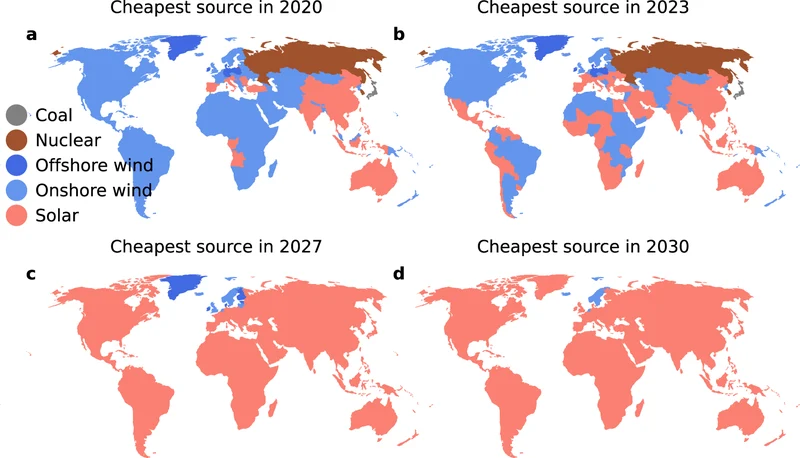 Cheapest source in 2020
Cheapest source in 2023
a
b
Coal
Nuclear
Offshore wind
Onshore wind
Solar
Cheapest source in 2027
Cheapest source in 2030
c
d